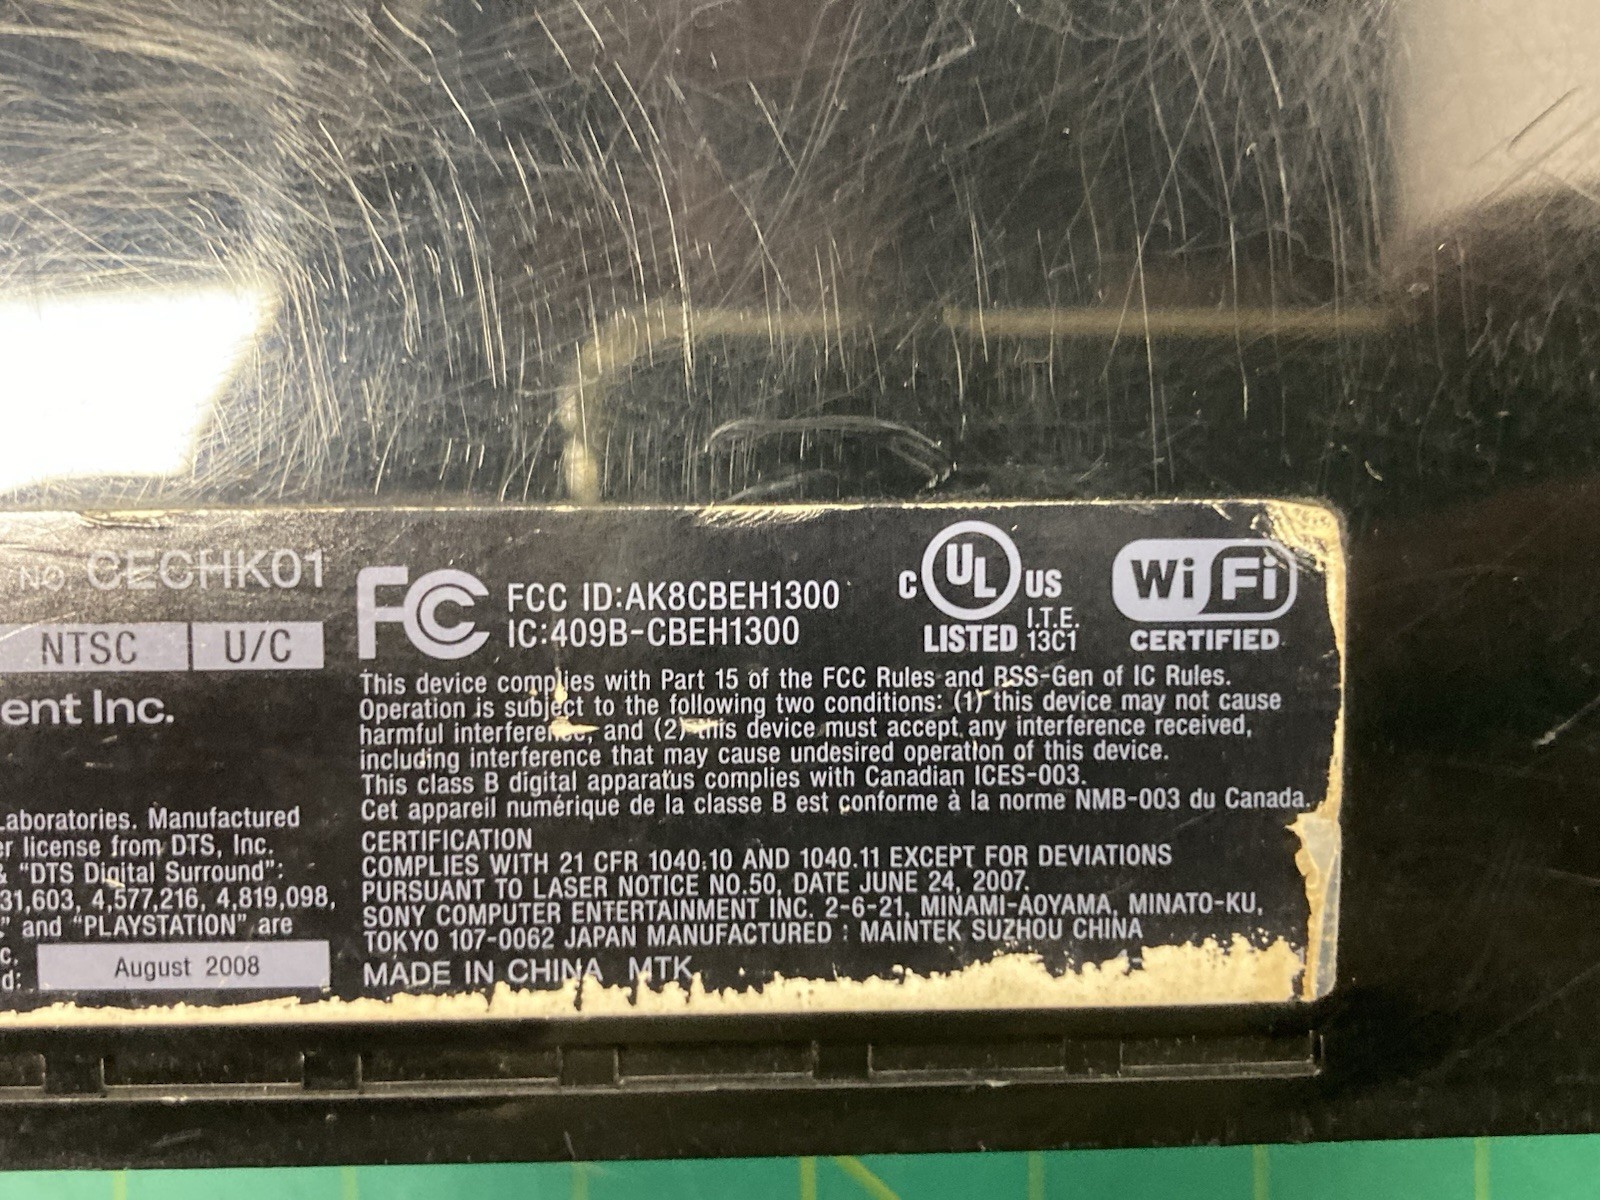 NO CECHK01
NTSC U/C
ent Inc.
Laboratories. Manufactured
er license from DTS, Inc.
& "DTS Digital Surround":
31,603, 4,577,216, 4,819,098,
" and "PLAYSTATION" are
c.
d: August 2008
FC FCC ID:AK8CBEH1300
IC:409B-CBEH1300
C UL US
LISTED I.T.E. 13C1
Wi Fi
CERTIFIED
This device complies with Part 15 of the FCC Rules and RSS-Gen of IC Rules.
Operation is subject to the following two conditions: (1) this device may not cause
harmful interference, and (2) this device must accept any interference received,
including interference that may cause undesired operation of this device.
This class B digital apparatus complies with Canadian ICES-003.
Cet appareil numérique de la classe B est conforme à la norme NMB-003 du Canada.
CERTIFICATION
COMPLIES WITH 21 CFR 1040.10 AND 1040.11 EXCEPT FOR DEVIATIONS
PURSUANT TO LASER NOTICE NO.50, DATE JUNE 24, 2007.
SONY COMPUTER ENTERTAINMENT INC. 2-6-21, MINAMI-AOYAMA, MINATO-KU,
TOKYO 107-0062 JAPAN MANUFACTURED : MAINTEK SUZHOU CHINA
MADE IN CHINA MTK